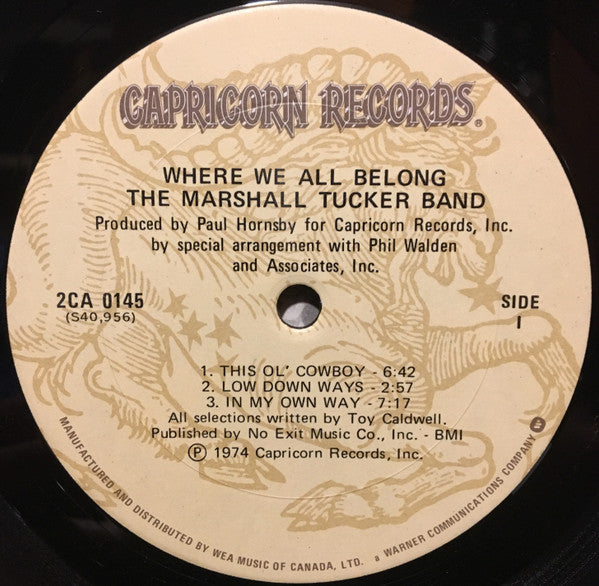 CAPRICORN RECORDS®
WHERE WE ALL BELONG
THE MARSHALL TUCKER BAND
Produced by Paul Hornsby for Capricorn Records, Inc.
by special arrangement with Phil Walden
and Associates, Inc.
2CA 0145
(S40,956)
SIDE
I
1. THIS OL' COWBOY - 6:42
2. LOW DOWN WAYS - 2:57
3. IN MY OWN WAY - 7:17
All selections written by Toy Caldwell.
Published by No Exit Music Co., Inc. - BMI
Ⓟ 1974 Capricorn Records, Inc.
MANUFACTURED AND DISTRIBUTED BY WEA MUSIC OF CANADA, LTD. a WARNER COMMUNICATIONS COMPANY